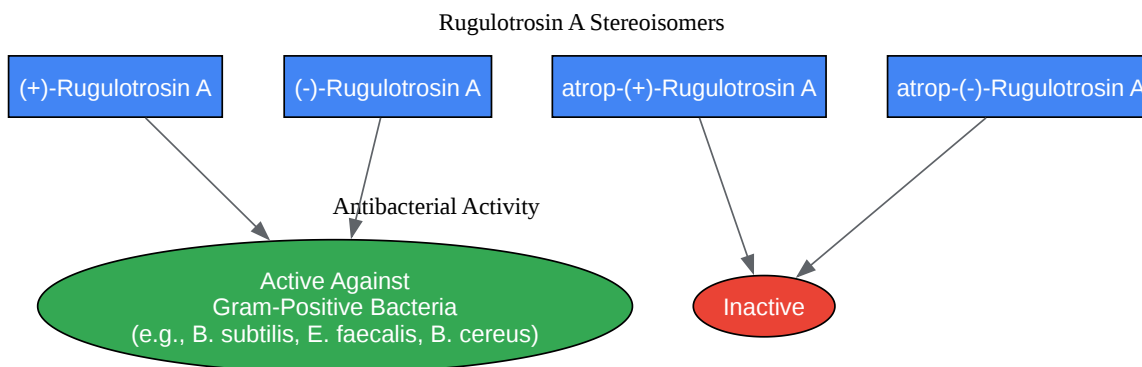 Rugulotrosin A Stereoisomers
(+)-Rugulotrosin A
(-)-Rugulotrosin A
atrop-(+)-Rugulotrosin A
atrop-(-)-Rugulotrosin A
Antibacterial Activity
Active Against
Gram-Positive Bacteria
(e.g., B. subtilis, E. faecalis, B. cereus)
Inactive